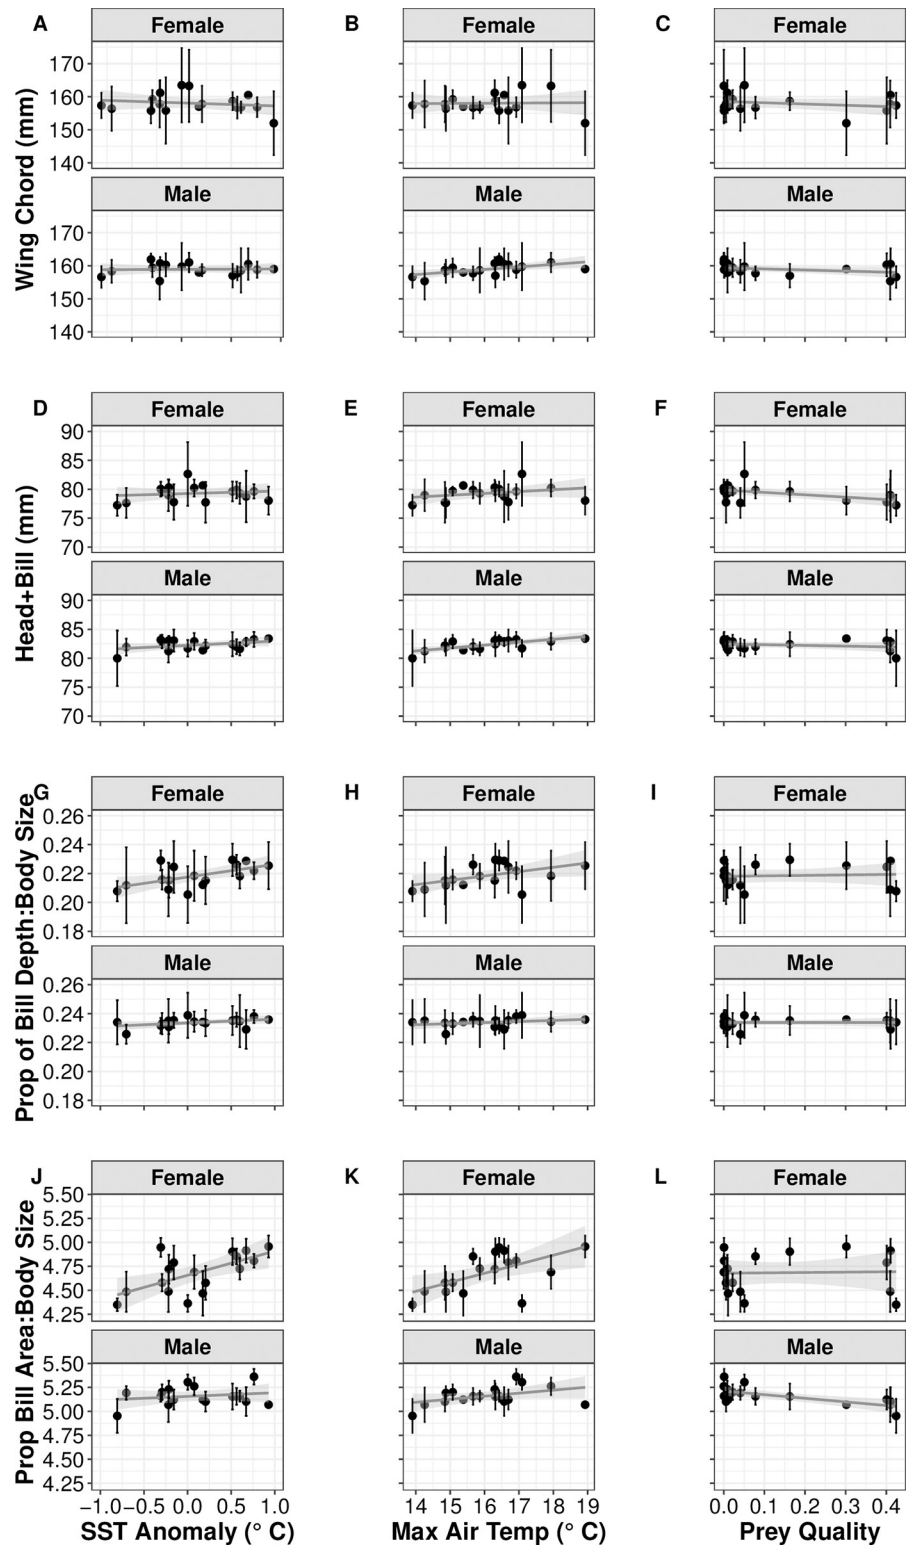 A B C
Female Female Female
170
160
150
140
Male Male Male
170
160
150
140
Wing Chord (mm)
D E F
Female Female Female
90
85
80
75
70
Male Male Male
90
85
80
75
70
Head+Bill (mm)
G H I
Female Female Female
0.26
0.24
0.22
0.20
0.18
Male Male Male
0.26
0.24
0.22
0.20
0.18
Prop of Bill Depth:Body Size
J K L
Female Female Female
5.50
5.25
5.00
4.75
4.50
4.25
Male Male Male
5.50
5.25
5.00
4.75
4.50
4.25
Prop Bill Area:Body Size
−1.0 −0.5 0.0 0.5 1.0 14 15 16 17 18 19 0.0 0.1 0.2 0.3 0.4
SST Anomaly (° C) Max Air Temp (° C) Prey Quality